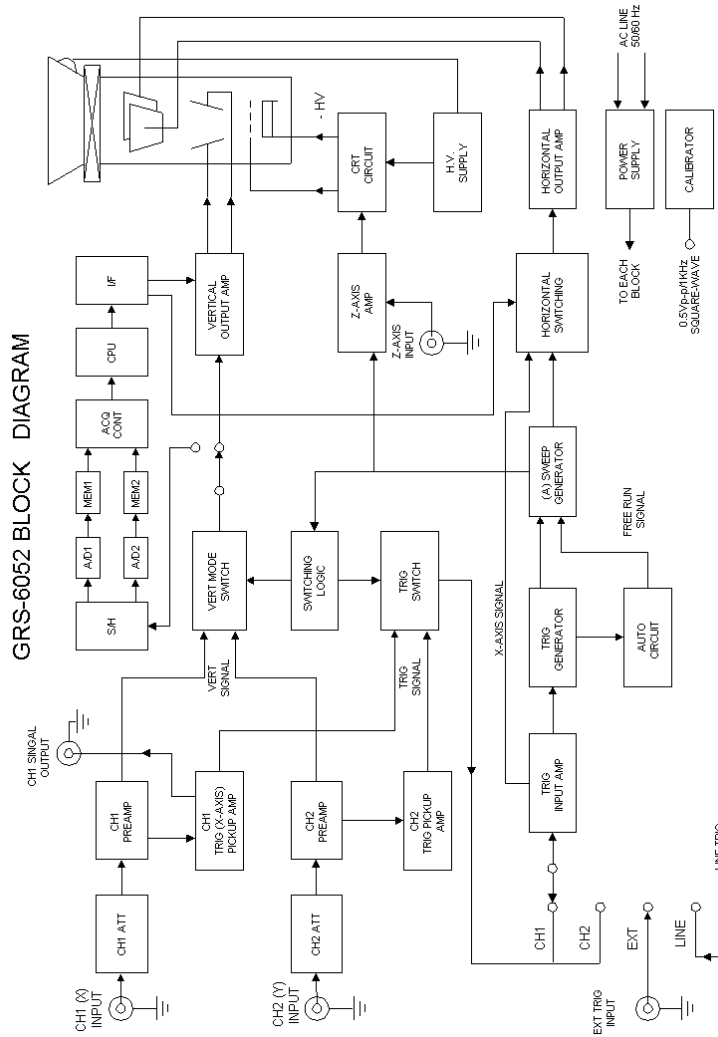 GRS-6052 BLOCK DIAGRAM
CH1 (X)
INPUT
CH1 ATT
CH1
PREAMP
CH1 SINGAL
OUTPUT
CH1
TRIG (X-AXIS)
PICKUP AMP
S/H
A/D1
A/D2
MEM1
MEM2
ACQ
CONT
CPU
I/F
CH2 (Y)
INPUT
CH2 ATT
CH2
PREAMP
CH2
TRIG PICKUP
AMP
VERT
SIGNAL
VERT MODE
SWITCH
VERTICAL
OUTPUT AMP
SWITCHING
LOGIC
TRIG
SIGNAL
TRIG
SWITCH
Z-AXIS
AMP
Z-AXIS
INPUT
CRT
CIRCUIT
- HV
H.V.
SUPPLY
X-AXIS SIGNAL
CH1
CH2
EXT
LINE
EXT TRIG
INPUT
TRIG
INPUT AMP
TRIG
GENERATOR
AUTO
CIRCUIT
(A) SWEEP
GENERATOR
FREE RUN
SIGNAL
HORIZONTAL
SWITCHING
HORIZONTAL
OUTPUT AMP
TO EACH
BLOCK
POWER
SUPPLY
AC LINE
50/60 Hz
0.5Vp-p/1KHz
SQUARE-WAVE
CALIBRATOR
LINE TRIG